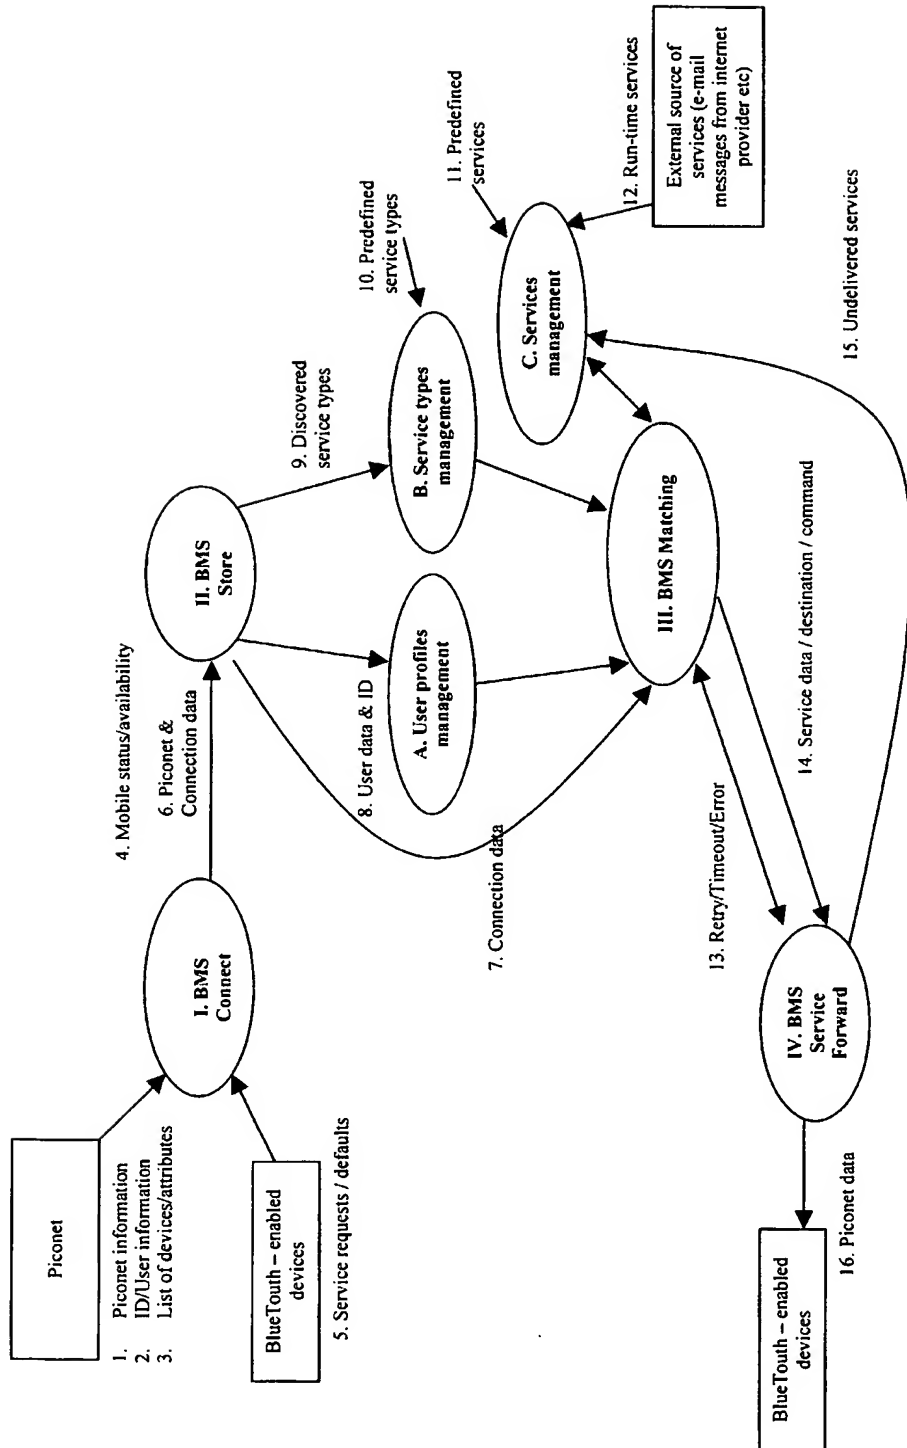 Piconet
1. Piconet information
2. ID/User information
3. List of devices/attributes
BlueTouth – enabled
devices
5. Service requests / defaults
I. BMS
Connect
4. Mobile status/availability
6. Piconet &
Connection data
II. BMS
Store
9. Discovered
service types
8. User data & ID
A. User profiles
management
B. Service types
management
10. Predefined
service types
11. Predefined
services
C. Services
management
12. Run-time services
External source of
services (e-mail
messages from internet
provider etc)
7. Connection data
III. BMS Matching
13. Retry/Timeout/Error
14. Service data / destination / command
15. Undelivered services
IV. BMS
Service
Forward
BlueTouth – enabled
devices
16. Piconet data